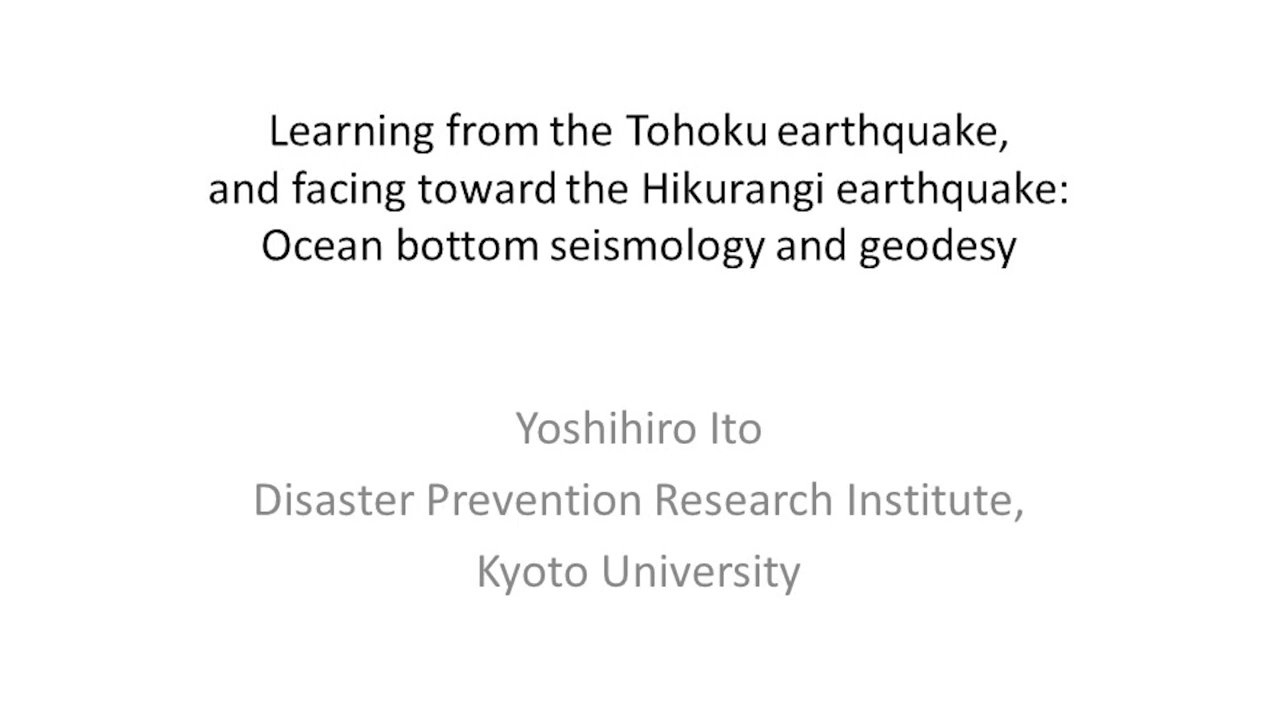 Learning from the Tohoku earthquake,
and facing toward the Hikurangi earthquake:
Ocean bottom seismology and geodesy
Yoshihiro Ito
Disaster Prevention Research Institute,
Kyoto University